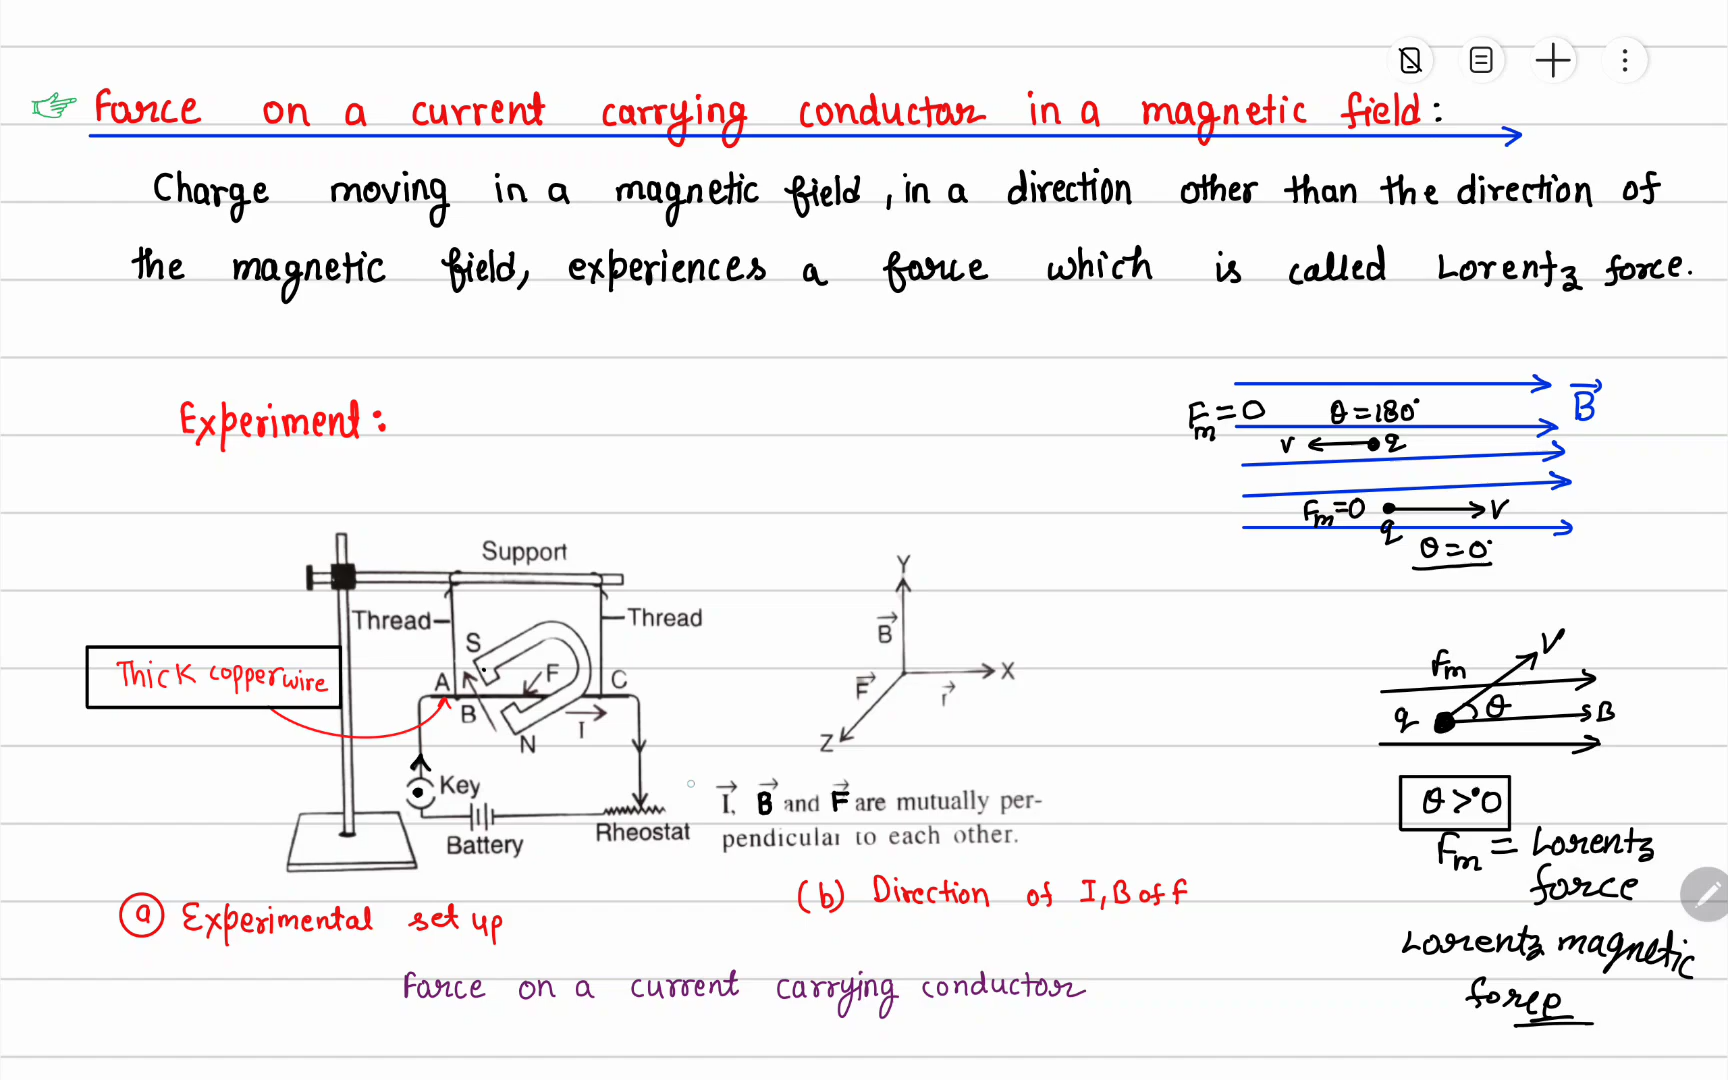 Force on a current carrying conductor in a magnetic field :
Charge moving in a magnetic field, in a direction other than the direction of
the magnetic field, experiences a force which is called Lorentz force.
Experiment:
B
Fm=0 θ=180°
v q
Fm=0 V
q
θ=0°
Support
Thread
Thread
S
Thick copperwire
A
F
C
B
I
N
Key
Battery
Rheostat
Y
B
X
F
I
Z
I, B and F are mutually per-
pendicular to each other.
V
Fm
θ
q
B
θ>°0
Fm = Lorentz
force
Lorentz magnetic
force
(a) Experimental set up
(b) Direction of I, B of F
Force on a current carrying conductor